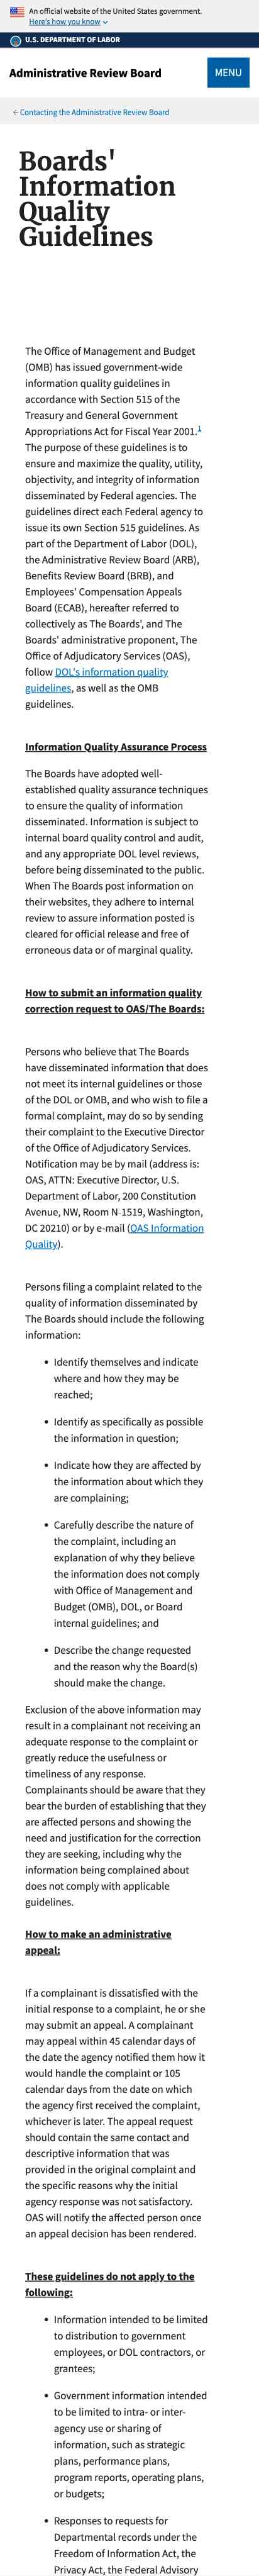 An official website of the United States government.
Here's how you know
U.S. DEPARTMENT OF LABOR
Administrative Review Board
MENU
← Contacting the Administrative Review Board
Boards'
Information
Quality
Guidelines
The Office of Management and Budget
(OMB) has issued government-wide
information quality guidelines in
accordance with Section 515 of the
Treasury and General Government
Appropriations Act for Fiscal Year 2001.1
The purpose of these guidelines is to
ensure and maximize the quality, utility,
objectivity, and integrity of information
disseminated by Federal agencies. The
guidelines direct each Federal agency to
issue its own Section 515 guidelines. As
part of the Department of Labor (DOL),
the Administrative Review Board (ARB),
Benefits Review Board (BRB), and
Employees' Compensation Appeals
Board (ECAB), hereafter referred to
collectively as The Boards', and The
Boards' administrative proponent, The
Office of Adjudicatory Services (OAS),
follow DOL's information quality
guidelines, as well as the OMB
guidelines.
Information Quality Assurance Process
The Boards have adopted well-
established quality assurance techniques
to ensure the quality of information
disseminated. Information is subject to
internal board quality control and audit,
and any appropriate DOL level reviews,
before being disseminated to the public.
When The Boards post information on
their websites, they adhere to internal
review to assure information posted is
cleared for official release and free of
erroneous data or of marginal quality.
How to submit an information quality
correction request to OAS/The Boards:
Persons who believe that The Boards
have disseminated information that does
not meet its internal guidelines or those
of the DOL or OMB, and who wish to file a
formal complaint, may do so by sending
their complaint to the Executive Director
of the Office of Adjudicatory Services.
Notification may be by mail (address is:
OAS, ATTN: Executive Director, U.S.
Department of Labor, 200 Constitution
Avenue, NW, Room N-1519, Washington,
DC 20210) or by e-mail (OAS Information
Quality).
Persons filing a complaint related to the
quality of information disseminated by
The Boards should include the following
information:
• Identify themselves and indicate
where and how they may be
reached;
• Identify as specifically as possible
the information in question;
• Indicate how they are affected by
the information about which they
are complaining;
• Carefully describe the nature of
the complaint, including an
explanation of why they believe
the information does not comply
with Office of Management and
Budget (OMB), DOL, or Board
internal guidelines; and
• Describe the change requested
and the reason why the Board(s)
should make the change.
Exclusion of the above information may
result in a complainant not receiving an
adequate response to the complaint or
greatly reduce the usefulness or
timeliness of any response.
Complainants should be aware that they
bear the burden of establishing that they
are affected persons and showing the
need and justification for the correction
they are seeking, including why the
information being complained about
does not comply with applicable
guidelines.
How to make an administrative
appeal:
If a complainant is dissatisfied with the
initial response to a complaint, he or she
may submit an appeal. A complainant
may appeal within 45 calendar days of
the date the agency notified them how it
would handle the complaint or 105
calendar days from the date on which
the agency first received the complaint,
whichever is later. The appeal request
should contain the same contact and
descriptive information that was
provided in the original complaint and
the specific reasons why the initial
agency response was not satisfactory.
OAS will notify the affected person once
an appeal decision has been rendered.
These guidelines do not apply to the
following:
• Information intended to be limited
to distribution to government
employees, or DOL contractors, or
grantees;
• Government information intended
to be limited to intra- or inter-
agency use or sharing of
information, such as strategic
plans, performance plans,
program reports, operating plans,
or budgets;
• Responses to requests for
Departmental records under the
Freedom of Information Act, the
Privacy Act, the Federal Advisory